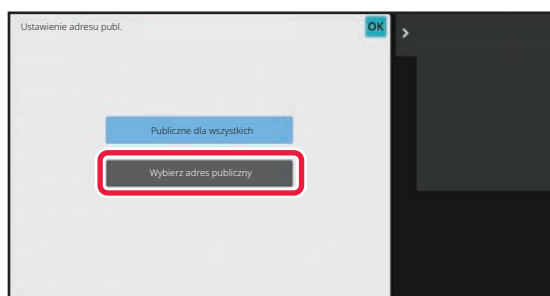 Ustawienie adresu publ.
OK
Publiczne dla wszystkich
Wybierz adres publiczny